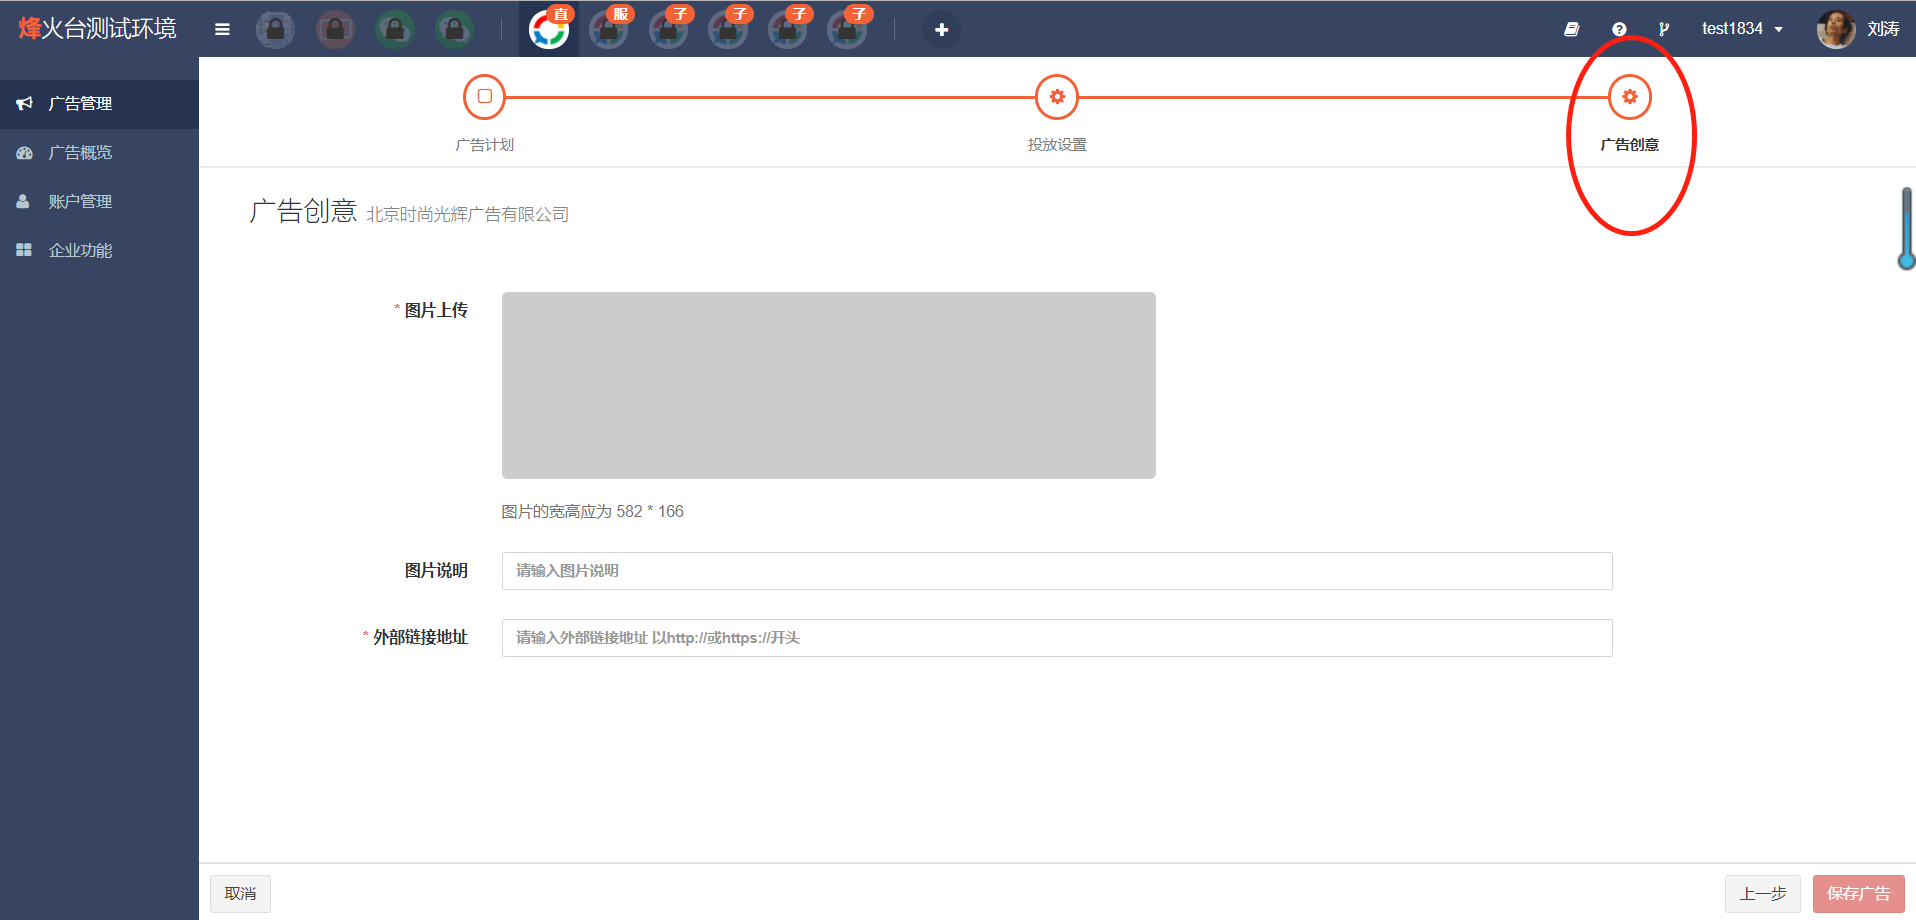 烽火台测试环境
直 服 子 子 子 子
test1834
刘涛
广告管理
广告概览
账户管理
企业功能
广告计划
投放设置
广告创意
广告创意 北京时尚光辉广告有限公司
* 图片上传
图片的宽高应为 582 * 166
图片说明
请输入图片说明
* 外部链接地址
请输入外部链接地址 以http://或https://开头
取消
上一步
保存广告